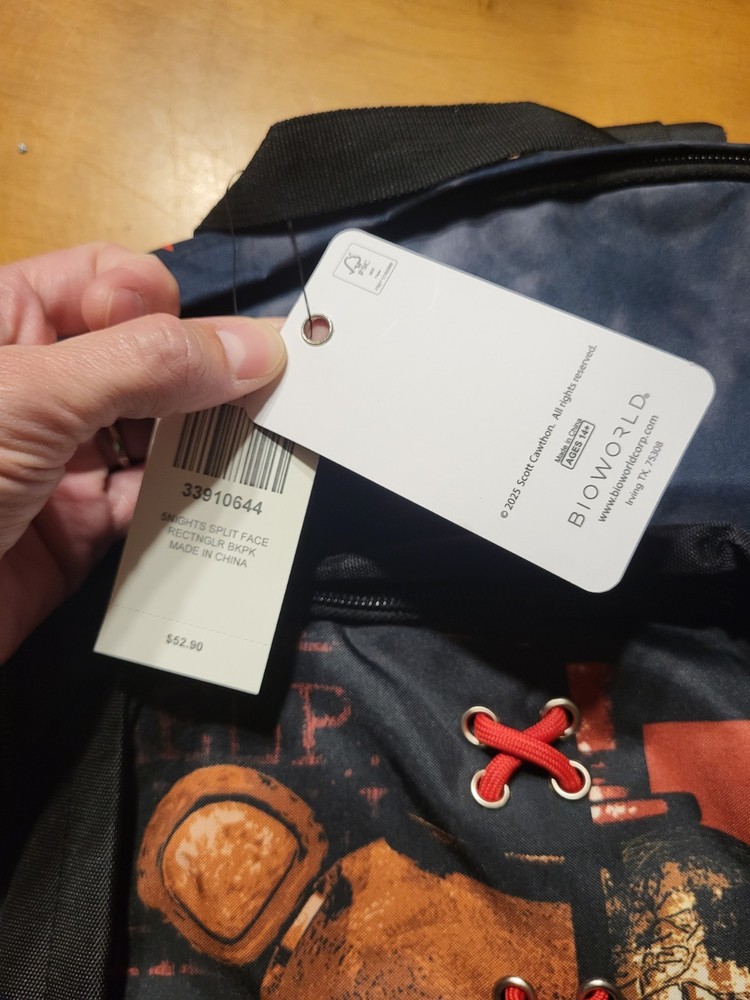 FSC
© 2025 Scott Cawthon. All rights reserved.
Made in China
AGES 14+
BIOWORLD®
www.bioworldcorp.com
Irving TX, 75308
33910644
5NIGHTS SPLIT FACE
RECTNGLR BKPK
MADE IN CHINA
$52.90